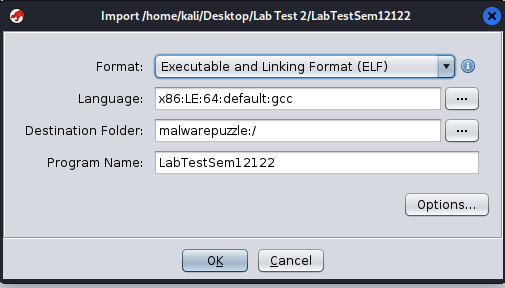 Import /home/kali/Desktop/Lab Test 2/LabTestSem12122
Format: Executable and Linking Format (ELF)
Language: x86:LE:64:default:gcc ...
Destination Folder: malwarepuzzle:/ ...
Program Name: LabTestSem12122
Options...
OK Cancel